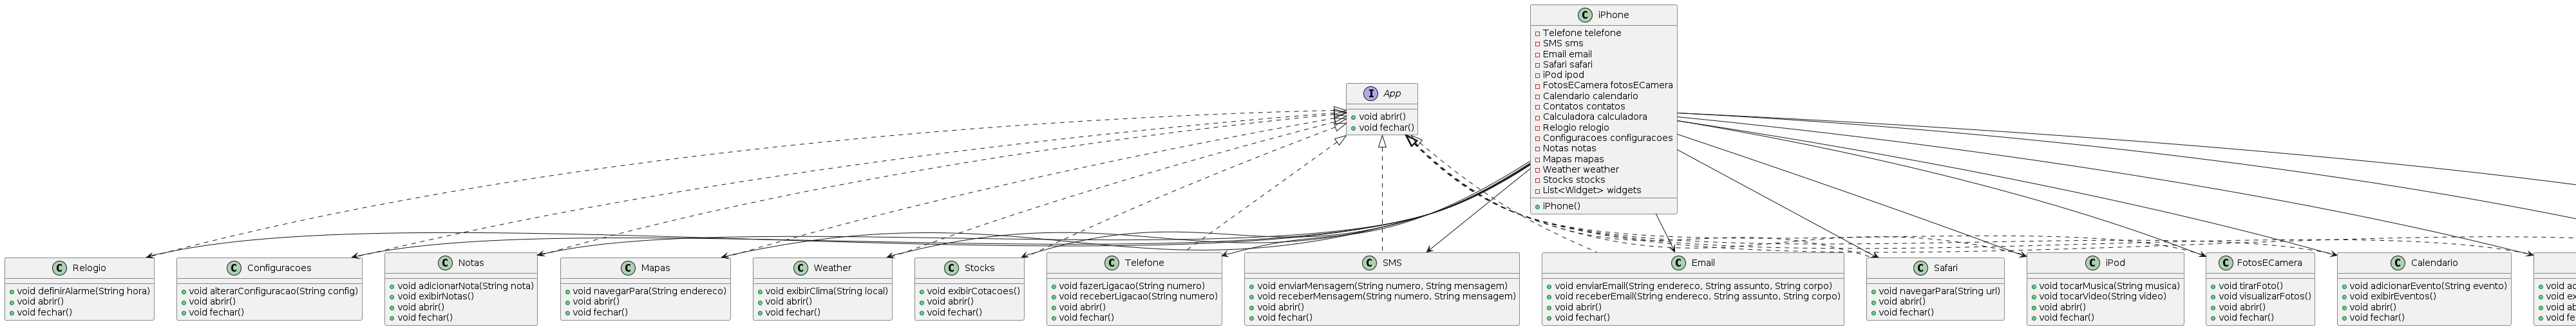 C iPhone
Telefone telefone
SMS sms
Email email
Safari safari
iPod ipod
FotosECamera fotosECamera
Calendario calendario
Contatos contatos
Calculadora calculadora
Relogio relogio
Configuracoes configuracoes
Notas notas
Mapas mapas
Weather weather
Stocks stocks
List<Widget> widgets
iPhone()
I App
void abrir()
void fechar()
C Relogio
void definirAlarme(String hora)
void abrir()
void fechar()
C Configuracoes
void alterarConfiguracao(String config)
void abrir()
void fechar()
C Notas
void adicionarNota(String nota)
void exibirNotas()
void abrir()
void fechar()
C Mapas
void navegarPara(String endereco)
void abrir()
void fechar()
C Weather
void exibirClima(String local)
void abrir()
void fechar()
C Stocks
void exibirCotacoes()
void abrir()
void fechar()
C Telefone
void fazerLigacao(String numero)
void receberLigacao(String numero)
void abrir()
void fechar()
C SMS
void enviarMensagem(String numero, String mensagem)
void receberMensagem(String numero, String mensagem)
void abrir()
void fechar()
C Email
void enviarEmail(String endereco, String assunto, String corpo)
void receberEmail(String endereco, String assunto, String corpo)
void abrir()
void fechar()
C Safari
void navegarPara(String url)
void abrir()
void fechar()
C iPod
void tocarMusica(String musica)
void tocarVideo(String video)
void abrir()
void fechar()
C FotosECamera
void tirarFoto()
void visualizarFotos()
void abrir()
void fechar()
C Calendario
void adicionarEvento(String evento)
void exibirEventos()
void abrir()
void fechar()
void
void
void
void